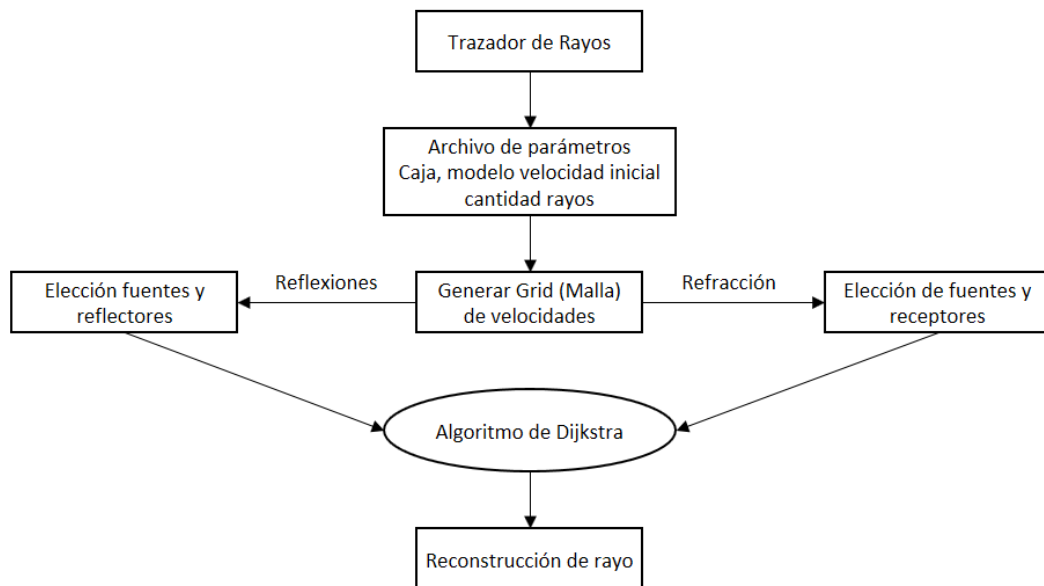 Trazador de Rayos
Archivo de parámetros
Caja, modelo velocidad inicial
cantidad rayos
Elección fuentes y
reflectores
Reflexiones
Generar Grid (Malla)
de velocidades
Refracción
Elección de fuentes y
receptores
Algoritmo de Dijkstra
Reconstrucción de rayo